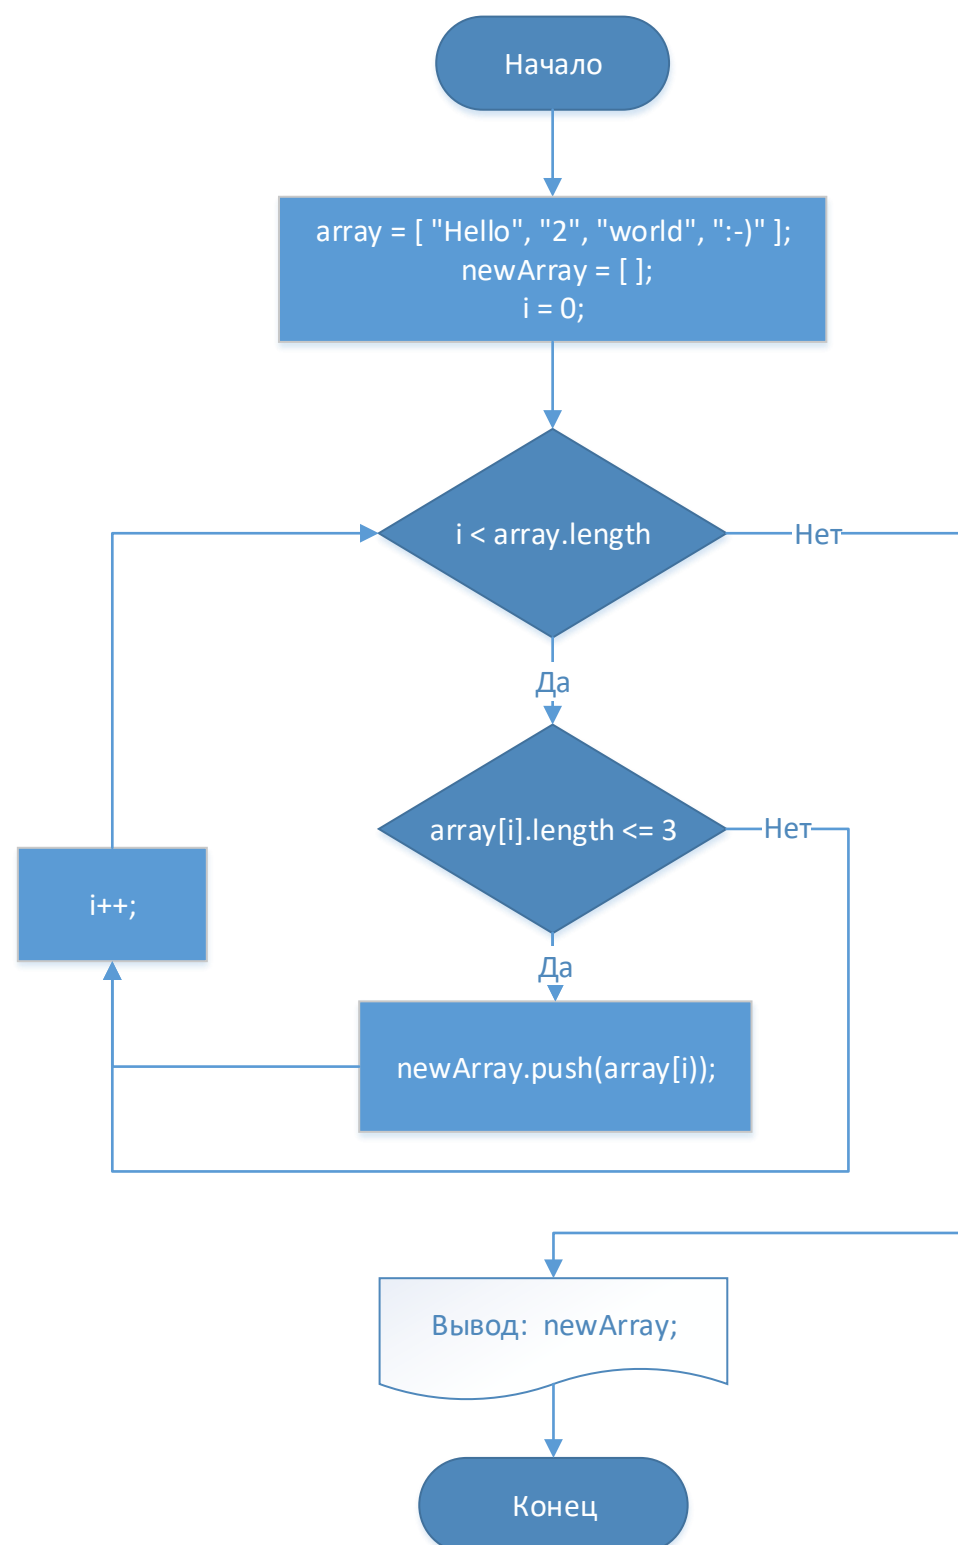 Начало
array = [ "Hello", "2", "world", ":-)" ];
newArray = [ ];
i = 0;
i < array.length
Нет
Да
array[i].length <= 3
Нет
i++;
Да
newArray.push(array[i));
Вывод: newArray;
Конец